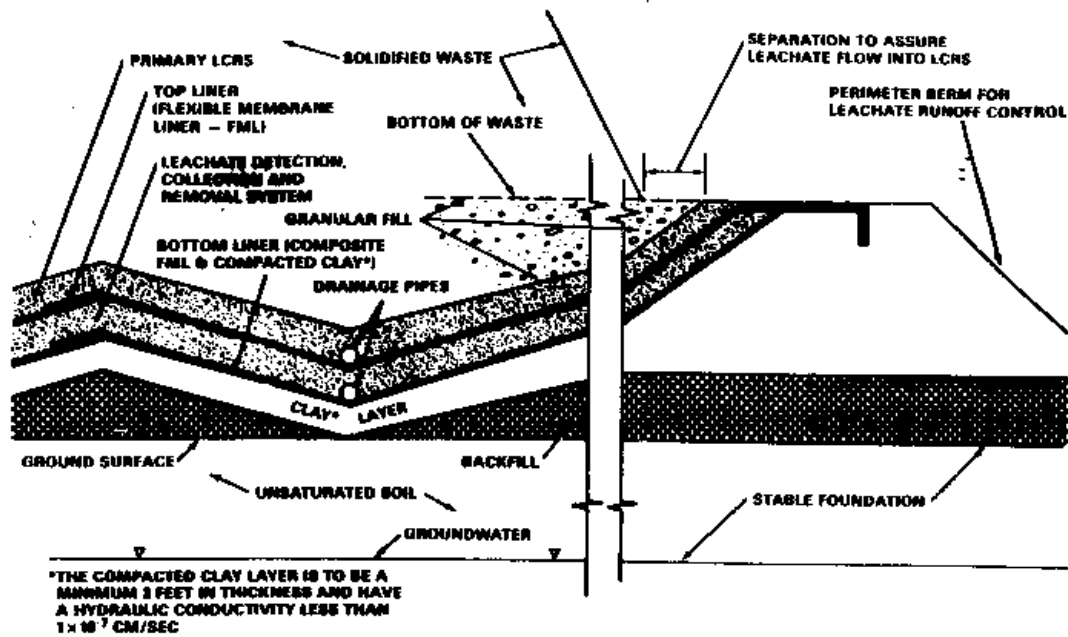 PRIMARY LCRS
SOLIDIFIED WASTE
SEPARATION TO ASSURE
LEACHATE FLOW INTO LCRS
TOP LINER
(FLEXIBLE MEMBRANE
LINER – FML)
BOTTOM OF WASTE
PERIMETER BERM FOR
LEACHATE RUNOFF CONTROL
LEACHATE DETECTION,
COLLECTION AND
REMOVAL SYSTEM
GRANULAR FILL
BOTTOM LINER (COMPOSITE
FML & COMPACTED CLAY*)
DRAINAGE PIPES
CLAY* LAYER
GROUND SURFACE
BACKFILL
UNSATURATED SOIL
STABLE FOUNDATION
GROUNDWATER
*THE COMPACTED CLAY LAYER IS TO BE A
MINIMUM 3 FEET IN THICKNESS AND HAVE
A HYDRAULIC CONDUCTIVITY LESS THAN
1 x 10⁻⁷ CM/SEC